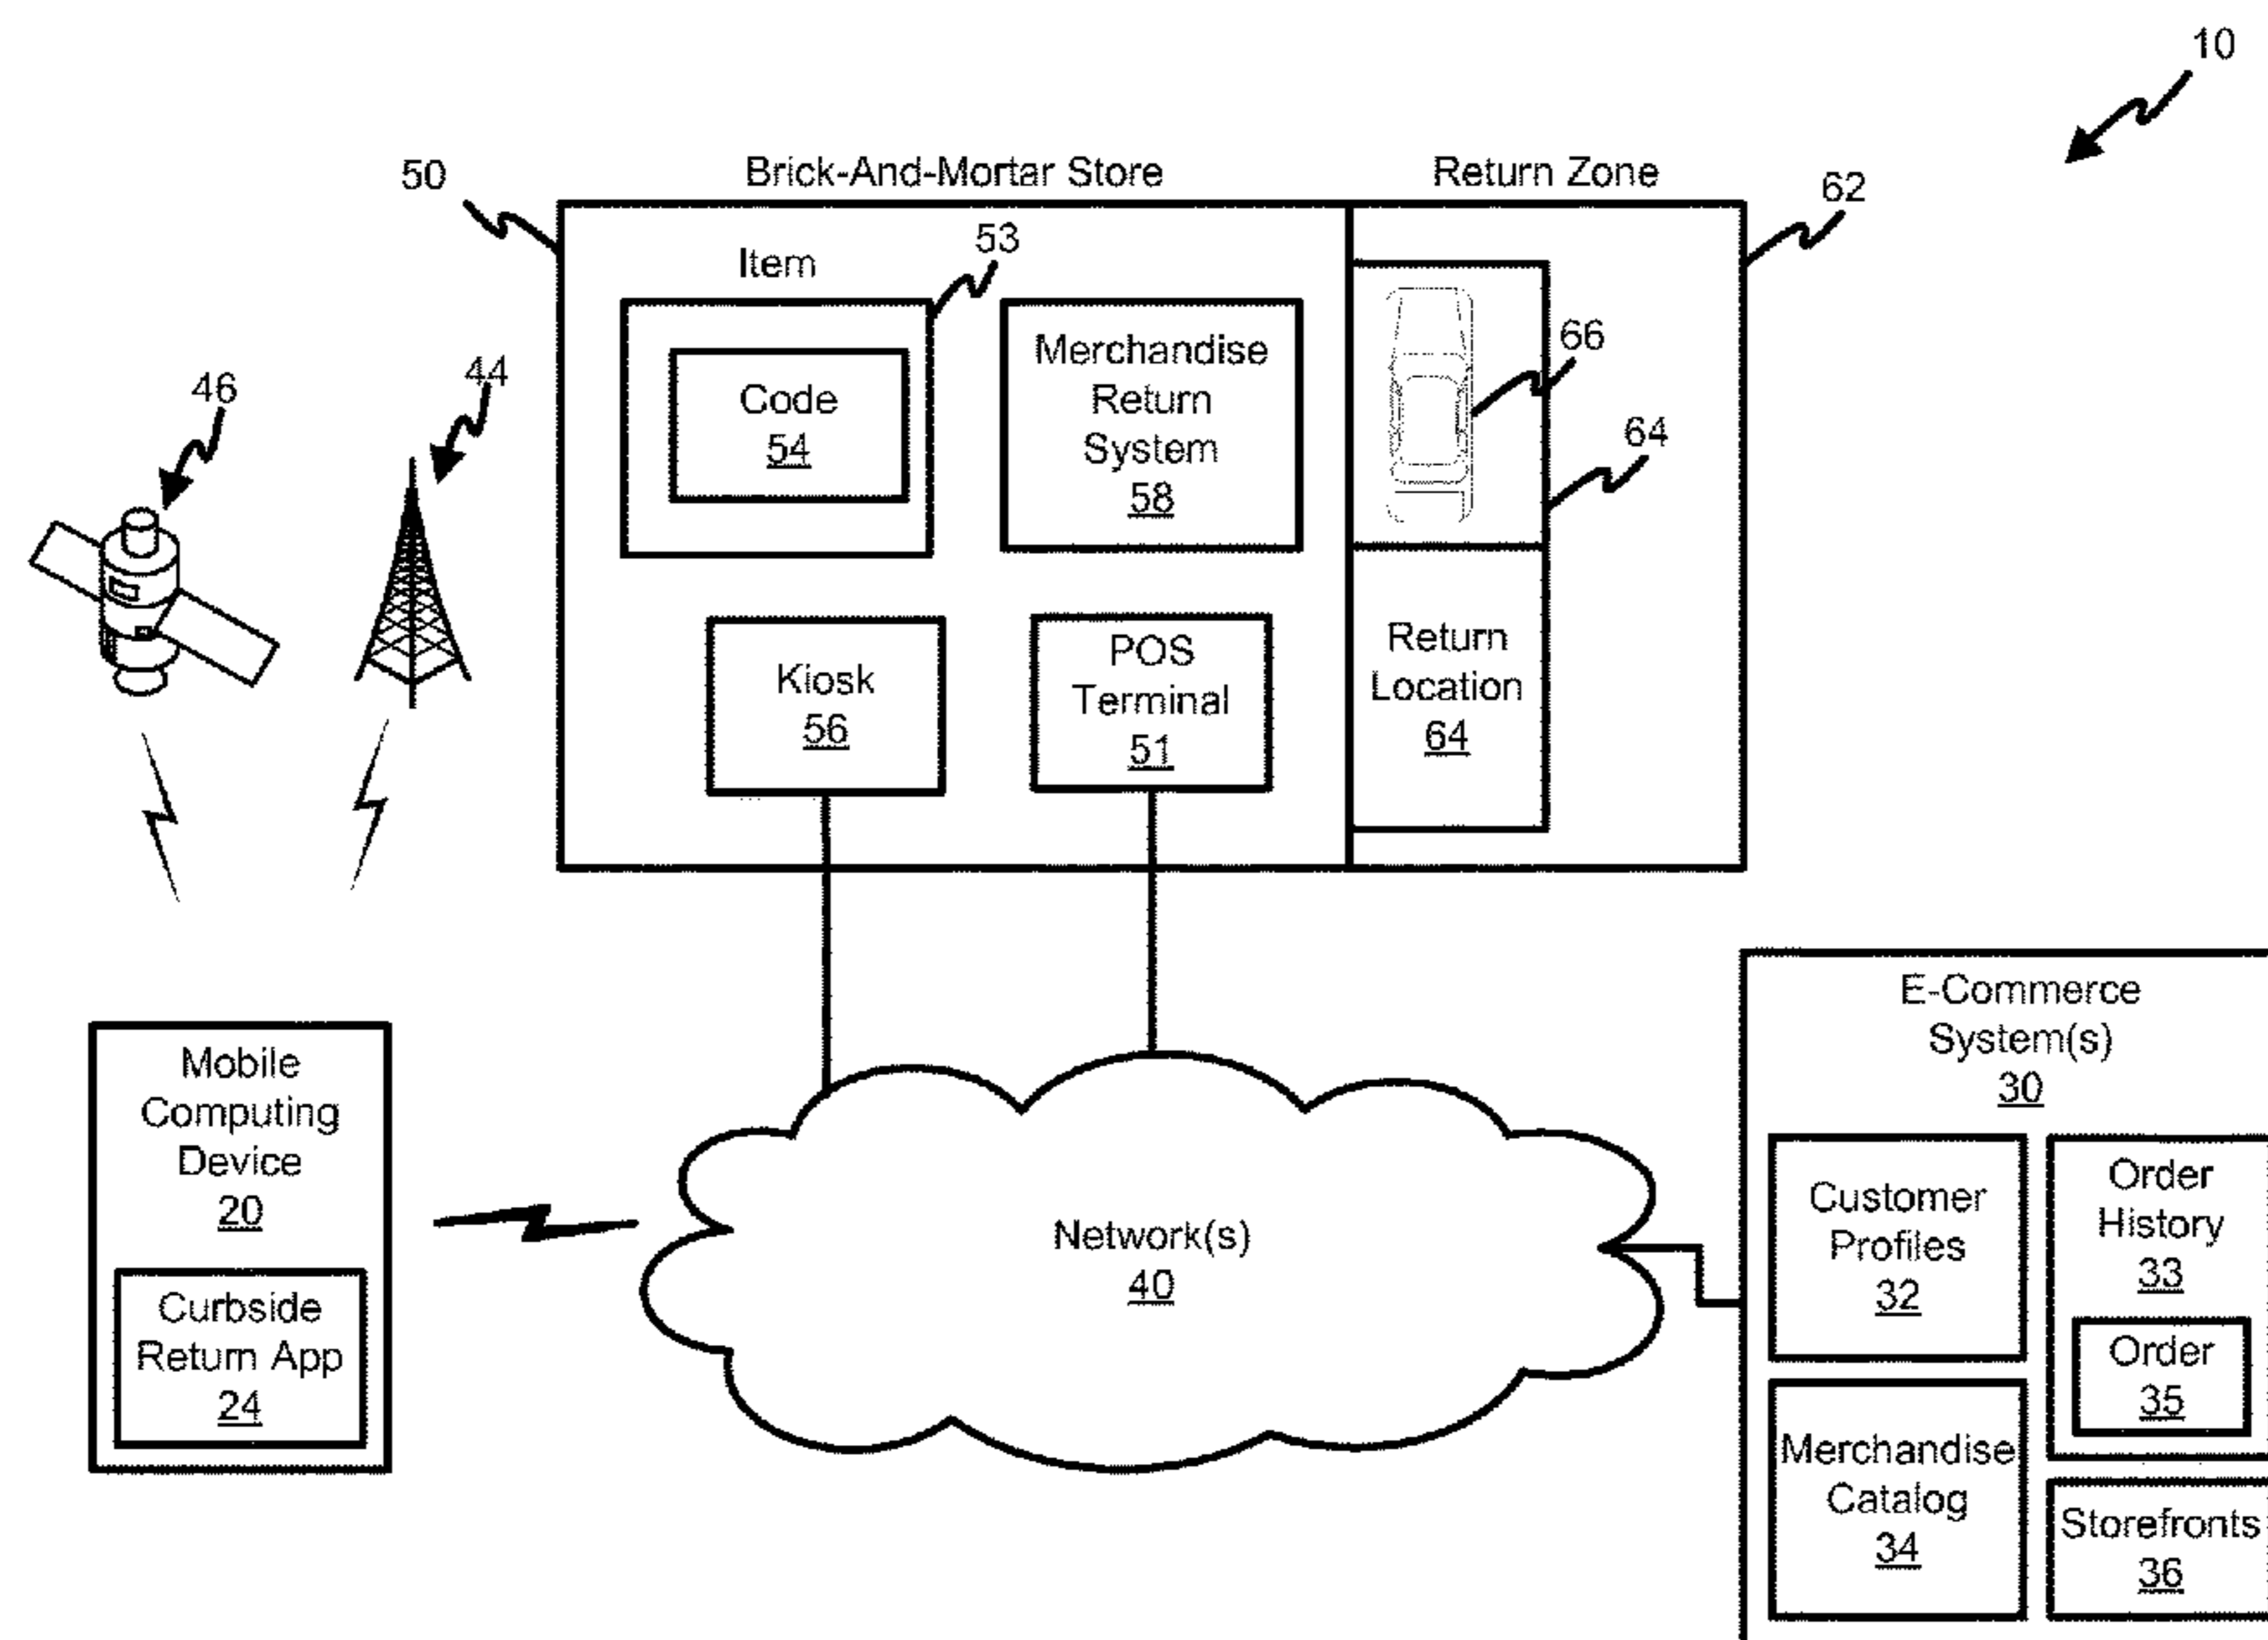 10
Brick-And-Mortar Store
Return Zone
50
62
53
Item
Code
54
Merchandise
Return
System
58
66
64
46
44
Kiosk
56
POS
Terminal
51
Return
Location
64
Mobile
Computing
Device
20
Curbside
Return App
24
Network(s)
40
E-Commerce
System(s)
30
Customer
Profiles
32
Order
History
33
Order
35
Merchandise
Catalog
34
Storefronts
36